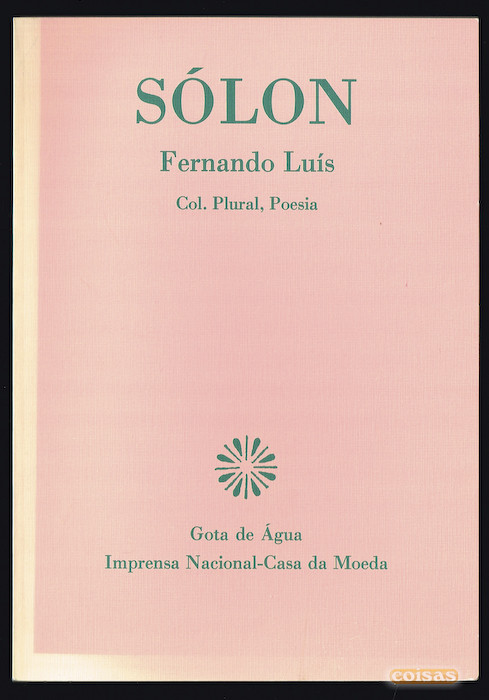 SÓLON
Fernando Luís
Col. Plural, Poesia
Gota de Água
Imprensa Nacional-Casa da Moeda
coisas